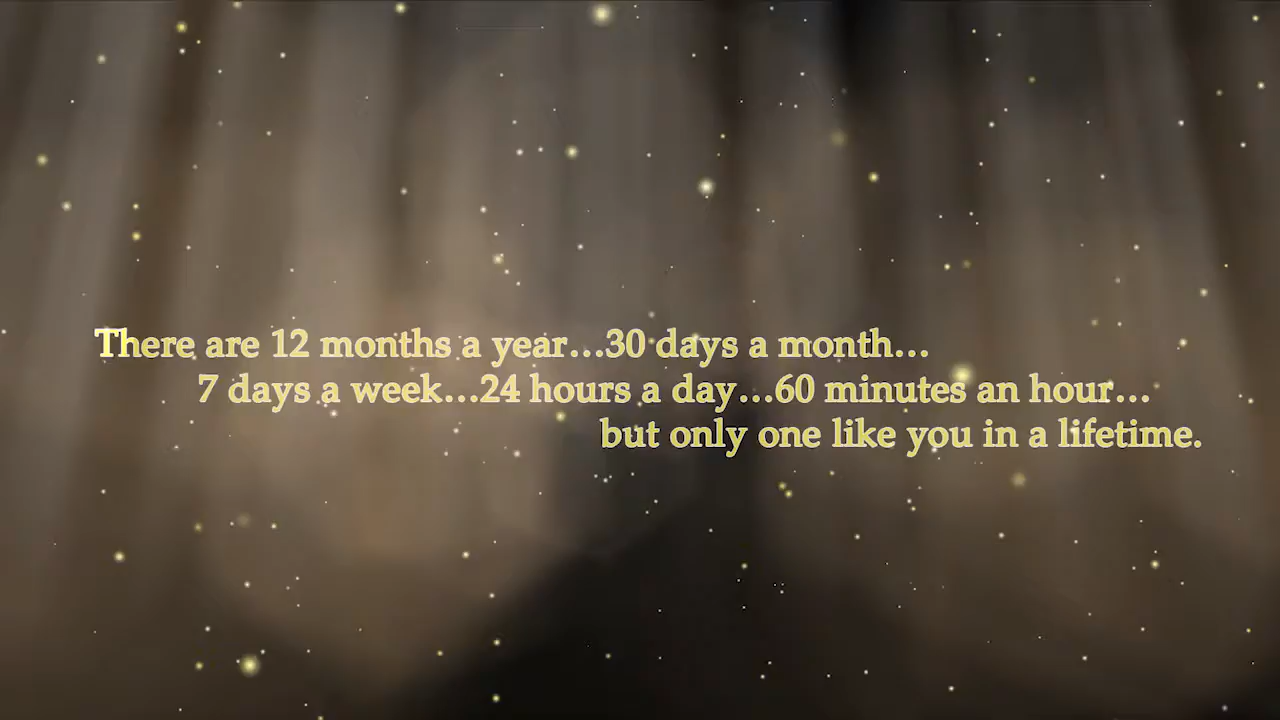 There are 12 months a year...30 days a month...
7 days a week...24 hours a day...60 minutes an hour...
but only one like you in a lifetime.